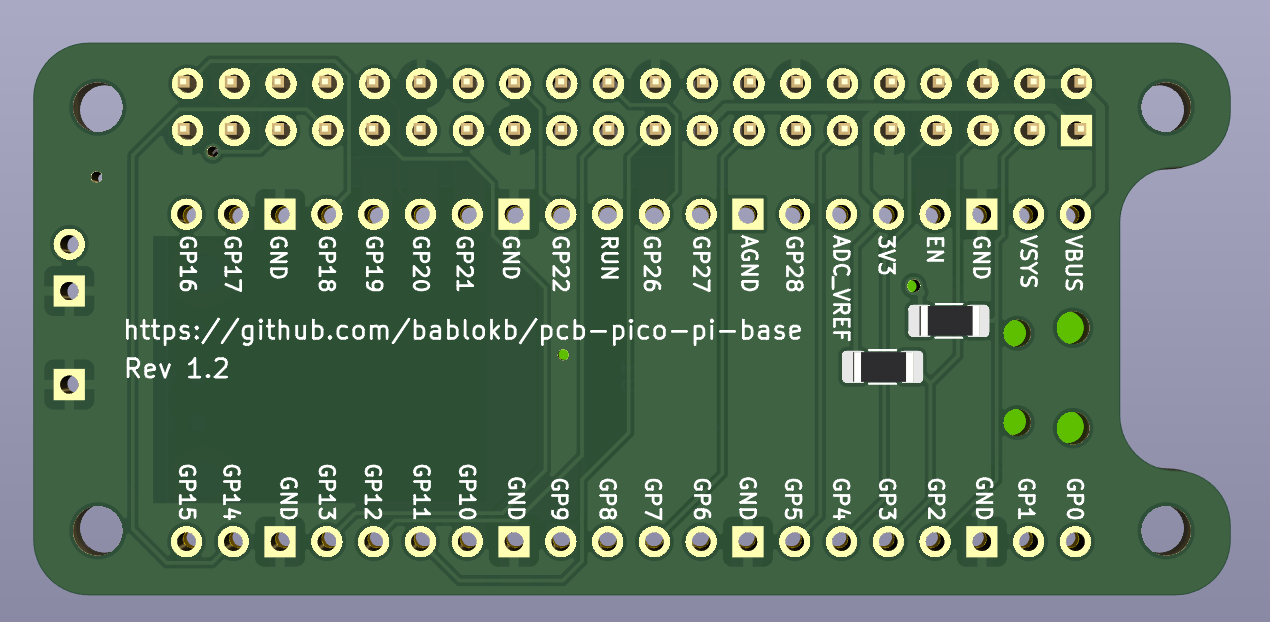 GP16 GP17 GND GP18 GP19 GP20 GP21 GND GP22 RUN GP26 GP27 AGND GP28 ADC_VREF 3V3 EN GND VSYS VBUS
https://github.com/bablokb/pcb-pico-pi-base
Rev 1.2
GP15 GP14 GND GP13 GP12 GP11 GP10 GND GP9 GP8 GP7 GP6 GND GP5 GP4 GP3 GP2 GND GP1 GP0